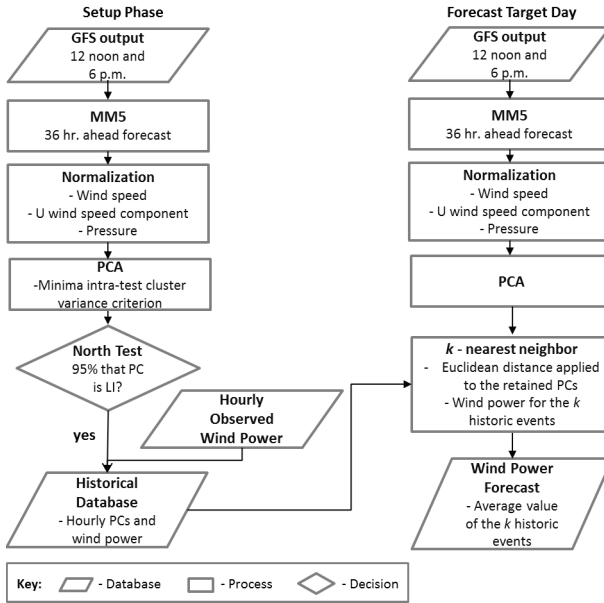 Setup Phase
GFS output
12 noon and
6 p.m.
MM5
36 hr. ahead forecast
Normalization
- Wind speed
- U wind speed component
- Pressure
PCA
-Minima intra-test cluster
variance criterion
North Test
95% that PC
is LI?
yes
Hourly
Observed
Wind Power
Historical
Database
- Hourly PCs and
wind power
Forecast Target Day
GFS output
12 noon and
6 p.m.
MM5
36 hr. ahead forecast
Normalization
- Wind speed
- U wind speed component
- Pressure
PCA
k - nearest neighbor
- Euclidean distance applied
to the retained PCs
- Wind power for the k
historic events
Wind Power
Forecast
- Average value
of the k historic
events
Key: - Database - Process - Decision